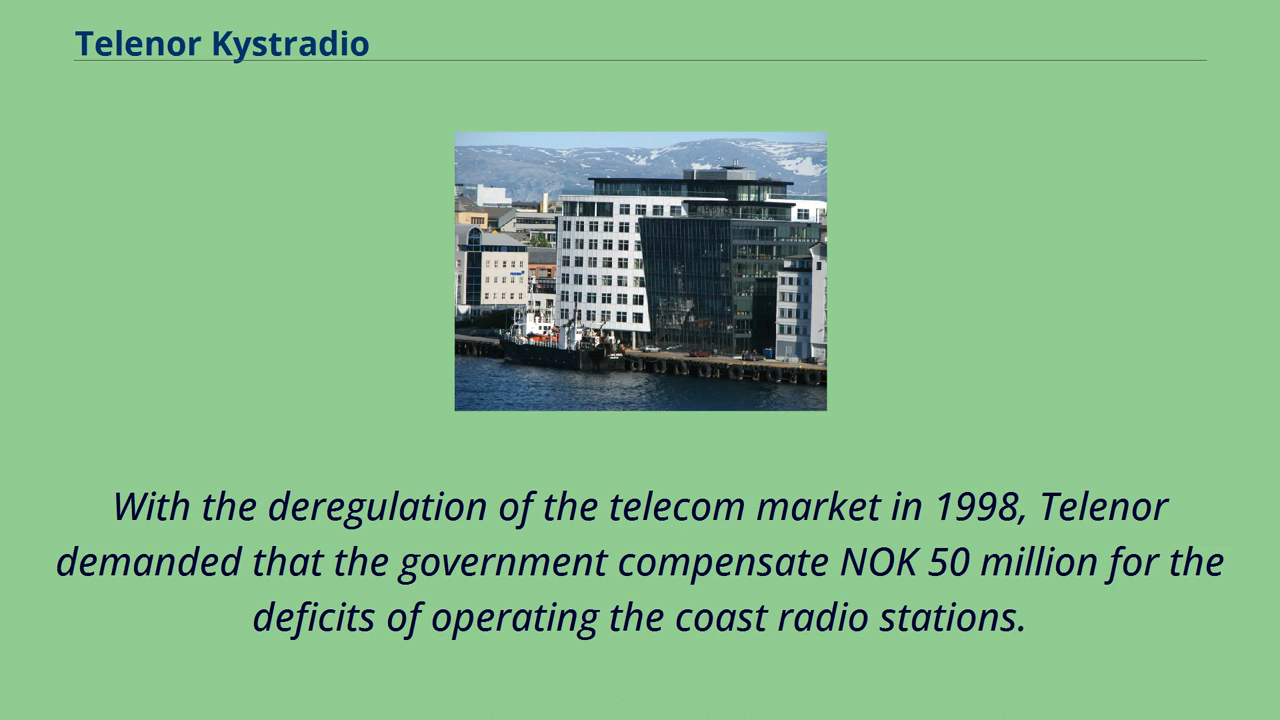 Telenor Kystradio
With the deregulation of the telecom market in 1998, Telenor
demanded that the government compensate NOK 50 million for the
deficits of operating the coast radio stations.